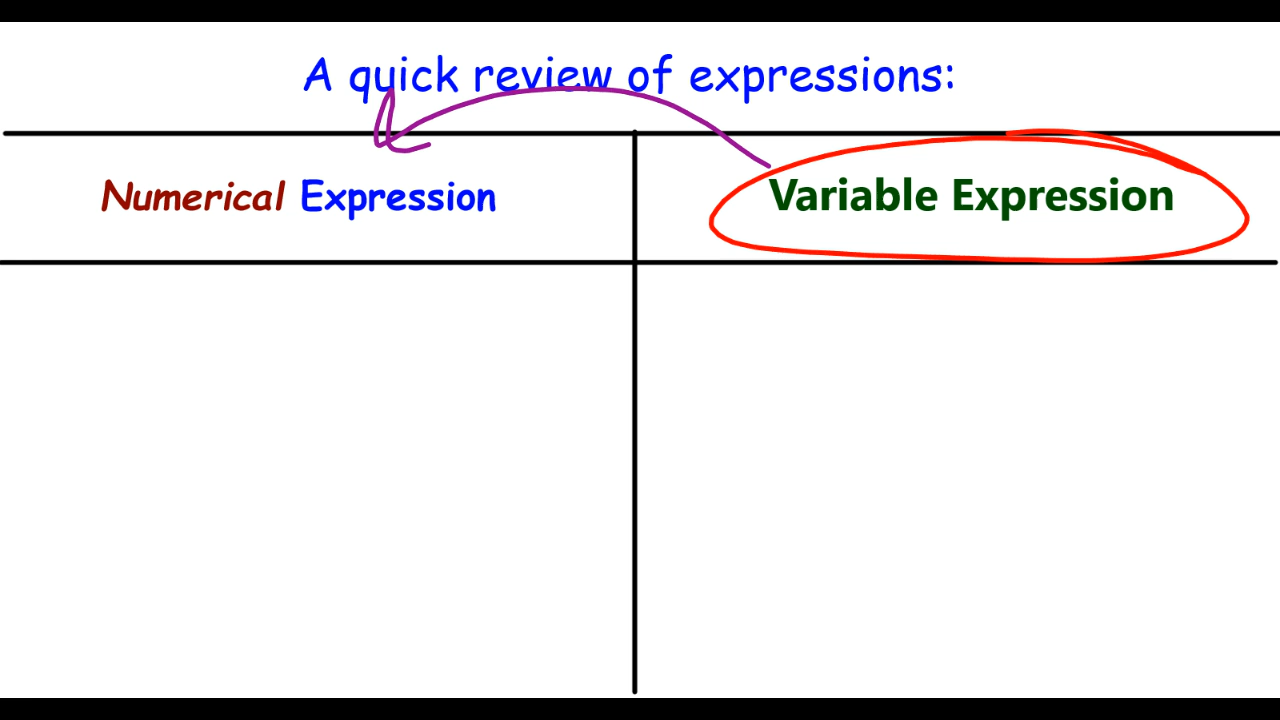 A quick review of expressions:
Numerical Expression
Variable Expression